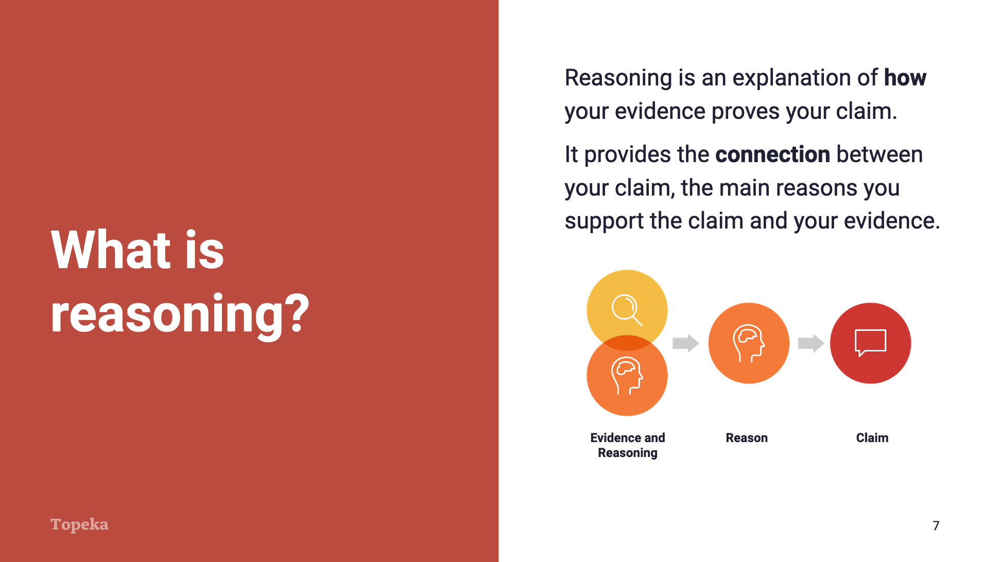 What is
reasoning?
Topeka
Reasoning is an explanation of how
your evidence proves your claim.
It provides the connection between
your claim, the main reasons you
support the claim and your evidence.
Evidence and
Reasoning
Reason
Claim
7